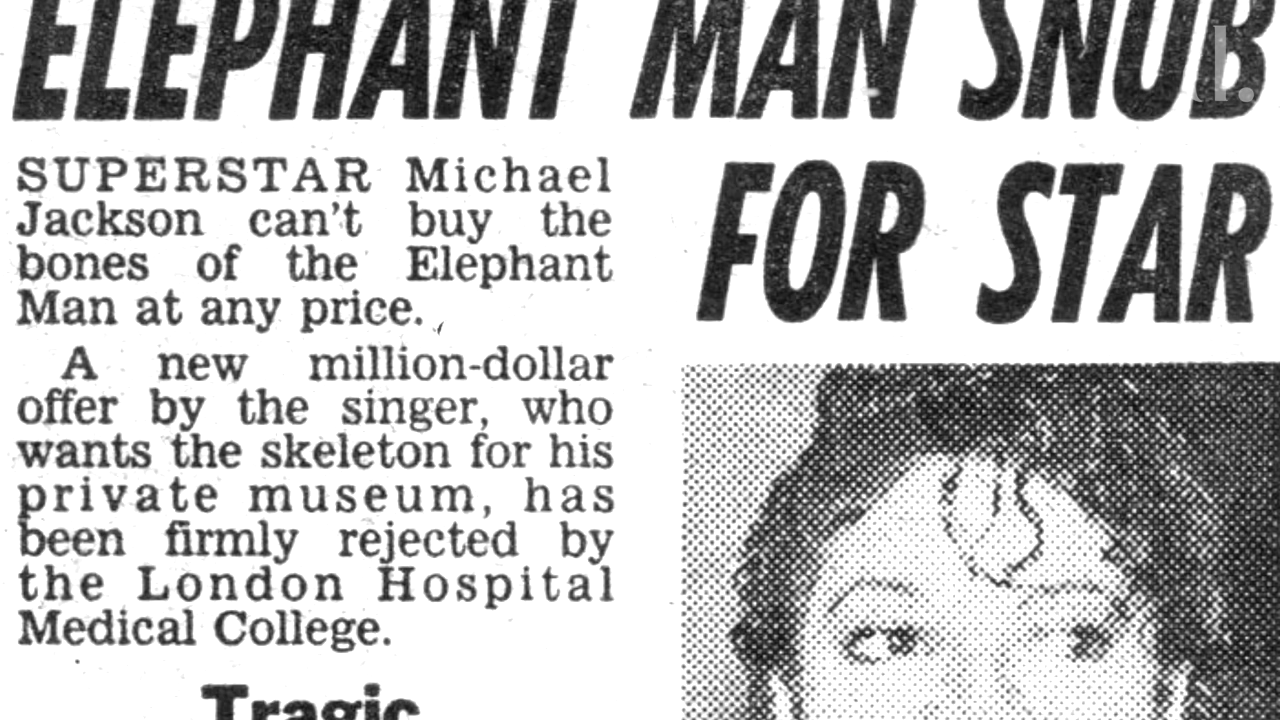 ELEPHANT MAN SNUB
FOR STAR
SUPERSTAR Michael
Jackson can't buy the
bones of the Elephant
Man at any price.
A new million-dollar
offer by the singer, who
wants the skeleton for his
private museum, has
been firmly rejected by
the London Hospital
Medical College.
Tragic
l.